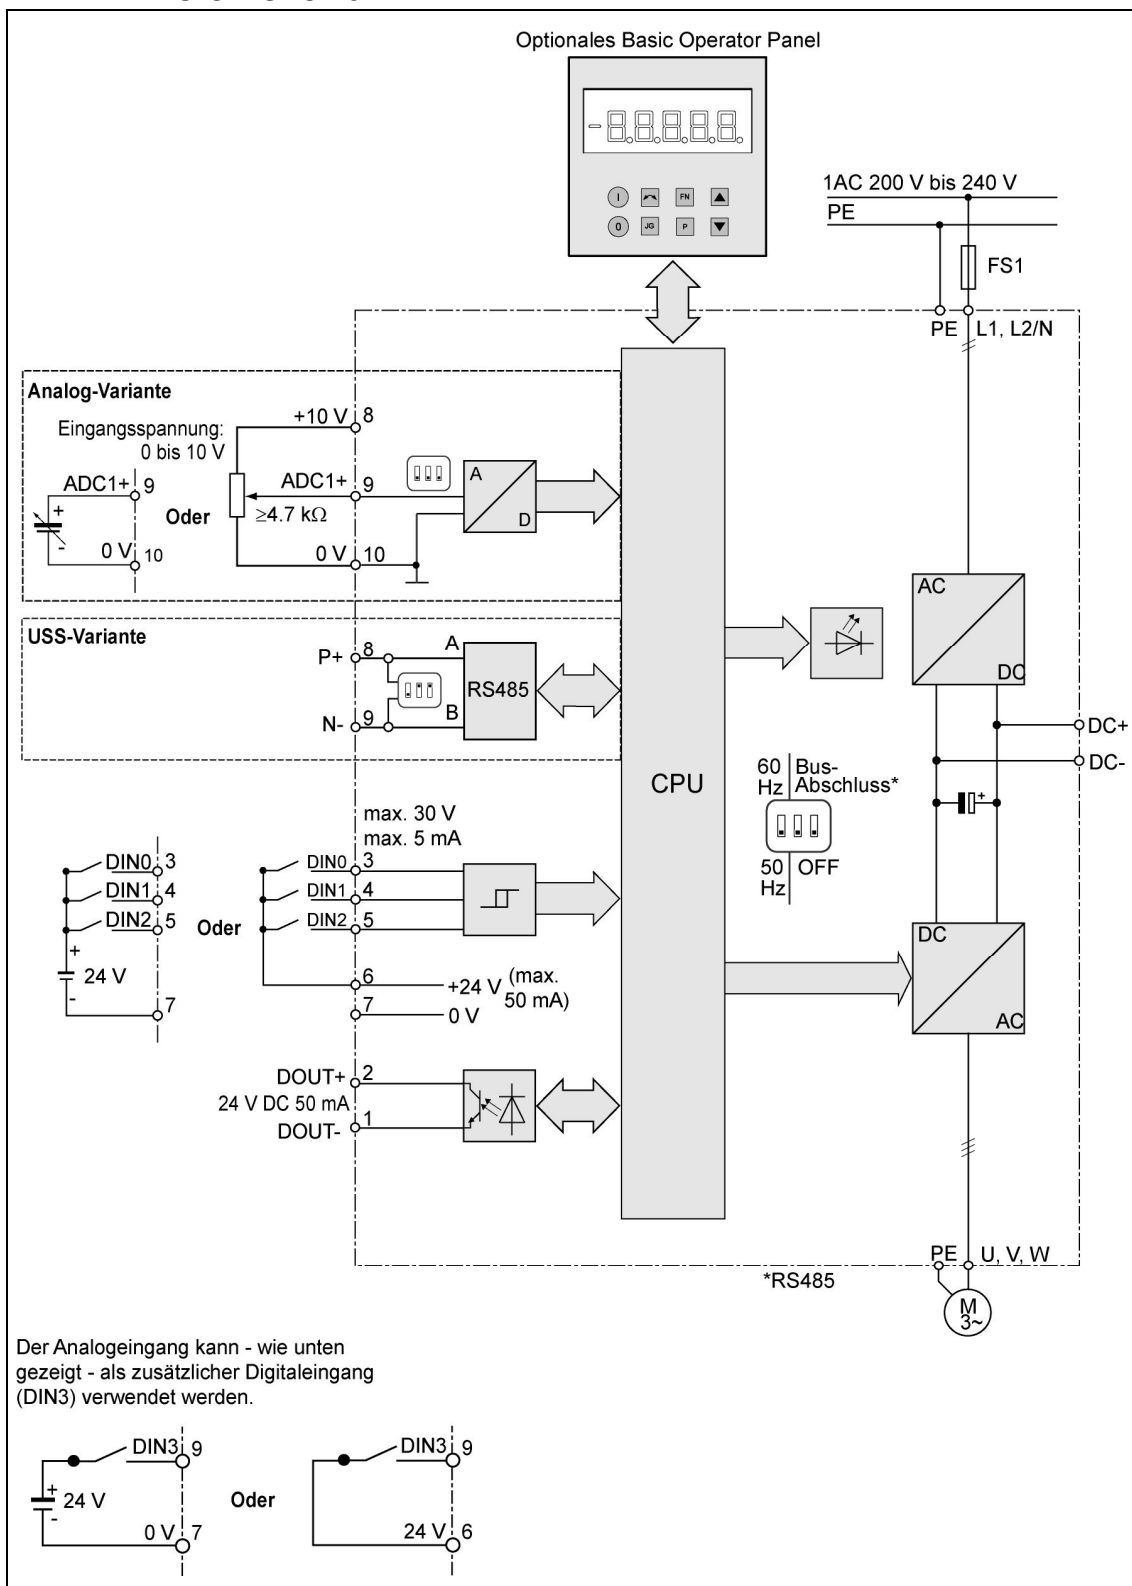 Optionales Basic Operator Panel
I
FN
0
JG
P
1AC 200 V bis 240 V
PE
FS1
PE
L1, L2/N
Analog-Variante
Eingangsspannung:
0 bis 10 V
ADC1+
9
+
-
0 V
10
Oder
+10 V
8
ADC1+
9
≥4.7 kΩ
0 V
10
A
D
USS-Variante
P+
8
A
N-
9
B
RS485
CPU
AC
DC
DC+
DC-
+
60
Hz
Bus-
Abschluss*
50
Hz
OFF
max. 30 V
max. 5 mA
DIN0
3
DIN1
4
DIN2
5
+
24 V
-
7
Oder
DIN0
3
DIN1
4
DIN2
5
6
+24 V
(max.
50 mA)
7
0 V
DC
AC
DOUT+
2
24 V DC 50 mA
DOUT-
1
PE
U, V, W
*RS485
M
3~
Der Analogeingang kann - wie unten
gezeigt - als zusätzlicher Digitaleingang
(DIN3) verwendet werden.
DIN3
9
+
24 V
-
0 V
7
Oder
DIN3
9
24 V
6